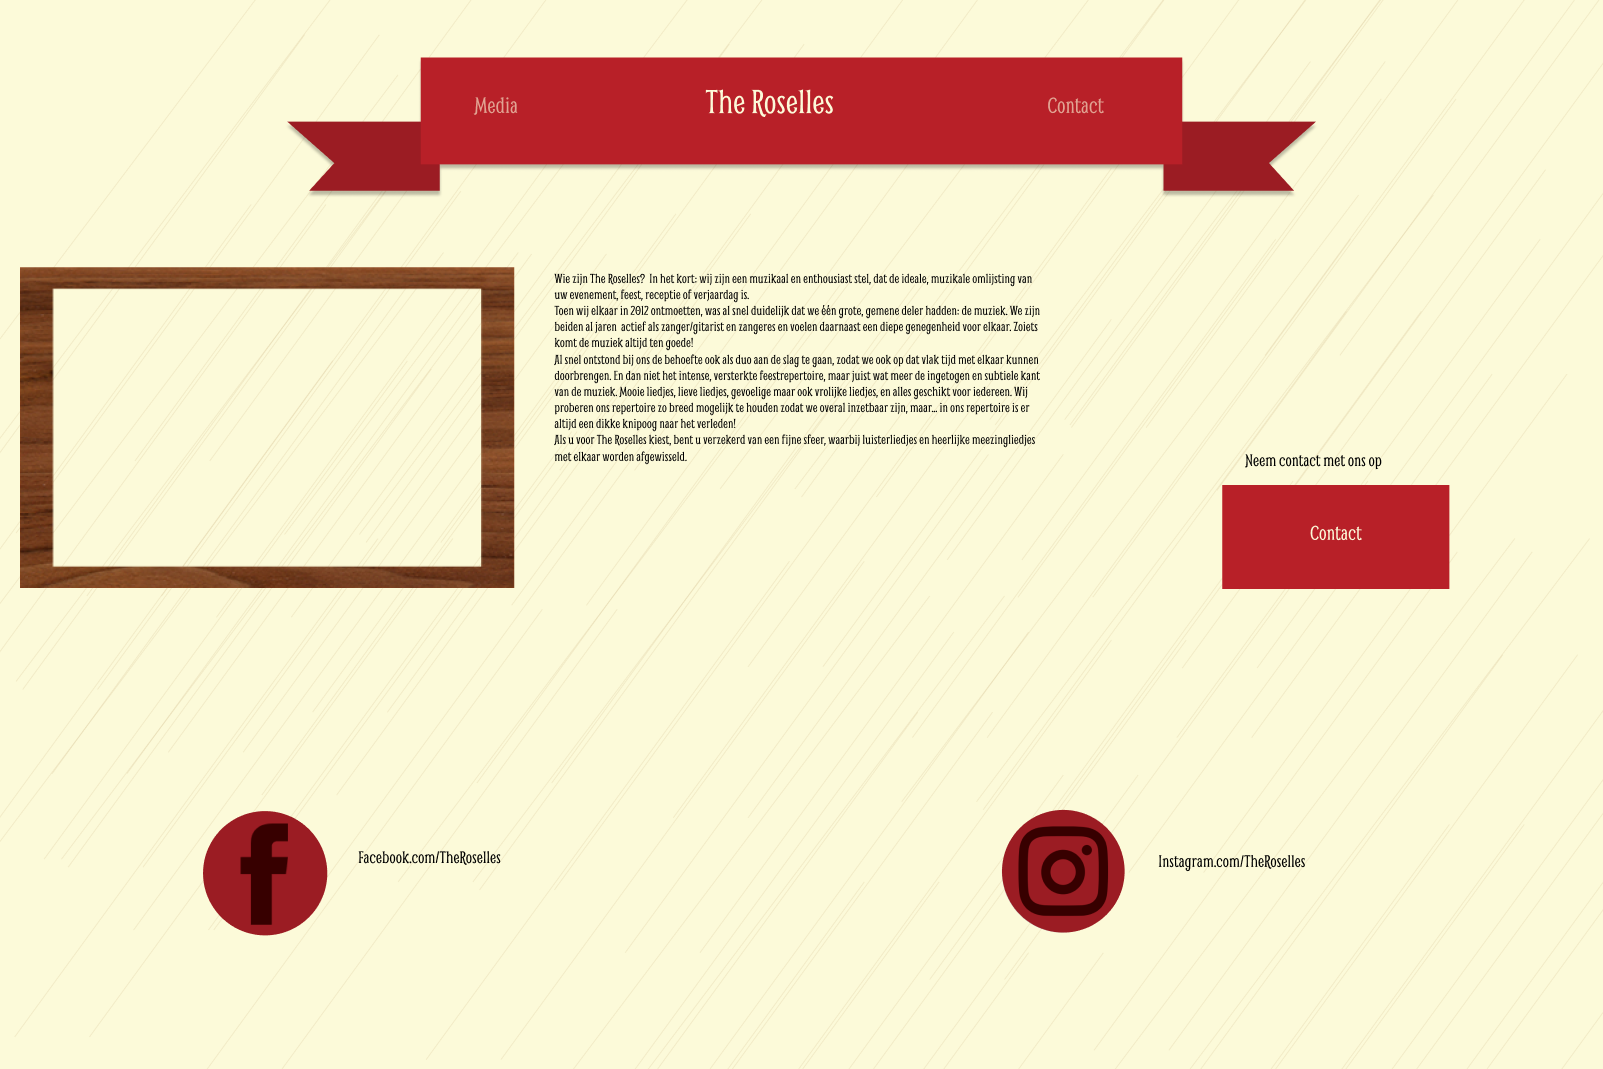 Media
The Roselles
Contact
Wie zijn The Roselles?  In het kort: wij zijn een muzikaal en enthousiast stel, dat de ideale, muzikale omlijsting van
uw evenement, feest, receptie of verjaardag is.
Toen wij elkaar in 2012 ontmoetten, was al snel duidelijk dat we één grote, gemene deler hadden: de muziek. We zijn
beiden al jaren  actief als zanger/gitarist en zangeres en voelen daarnaast een diepe genegenheid voor elkaar. Zoiets
komt de muziek altijd ten goede!
Al snel ontstond bij ons de behoefte ook als duo aan de slag te gaan, zodat we ook op dat vlak tijd met elkaar kunnen
doorbrengen. En dan niet het intense, versterkte feestrepertoire, maar juist wat meer de ingetogen en subtiele kant
van de muziek. Mooie liedjes, lieve liedjes, gevoelige maar ook vrolijke liedjes, en alles geschikt voor iedereen. Wij
proberen ons repertoire zo breed mogelijk te houden zodat we overal inzetbaar zijn, maar... in ons repertoire is er
altijd een dikke knipoog naar het verleden!
Als u voor The Roselles kiest, bent u verzekerd van een fijne sfeer, waarbij luisterliedjes en heerlijke meezingliedjes
met elkaar worden afgewisseld.
Neem contact met ons op
Contact
Facebook.com/TheRoselles
Instagram.com/TheRoselles